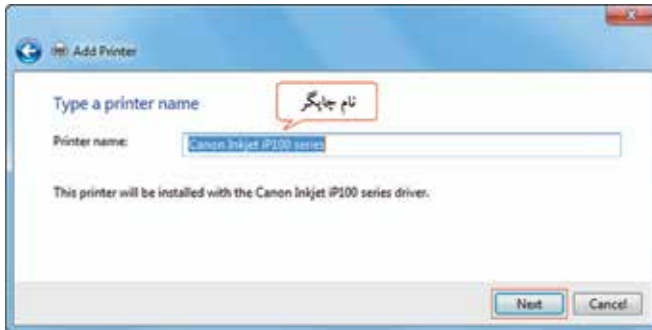 Add Printer
Type a printer name
نام چاپگر
Printer name:
Canon Inkjet iP100 series
This printer will be installed with the Canon Inkjet iP100 series driver.
Next
Cancel